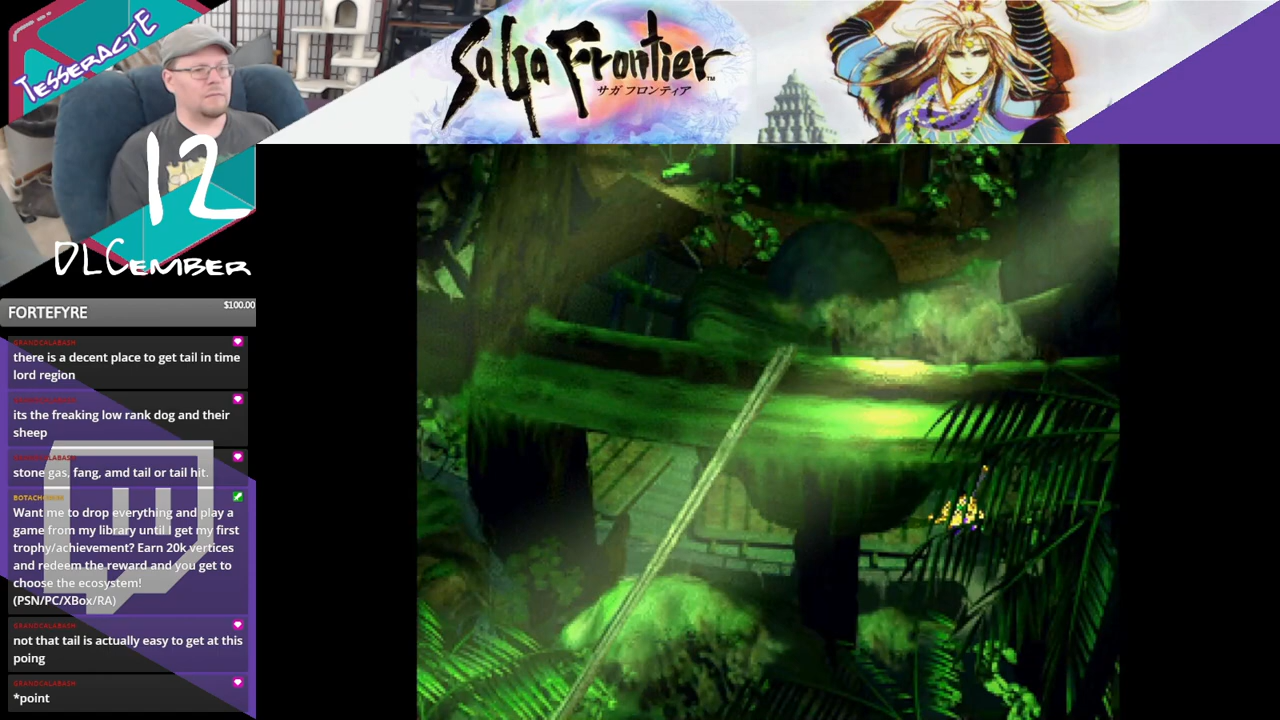 TESSERACTE
SaGa Frontier™
サガ フロンティア
12
DLCEMBER
FORTEFYRE
$100.00
GRANDCALABASH
there is a decent place to get tail in time
lord region
its the freaking low rank dog and their
sheep
stone gas, fang, amd tail or tail hit.
Want me to drop everything and play a
game from my library until I get my first
trophy/achievement? Earn 20k vertices
and redeem the reward and you get to
choose the ecosystem!
(PSN/PC/XBox/RA)
GRANDCALABASH
not that tail is actually easy to get at this
poing
GRANDCALABASH
*point